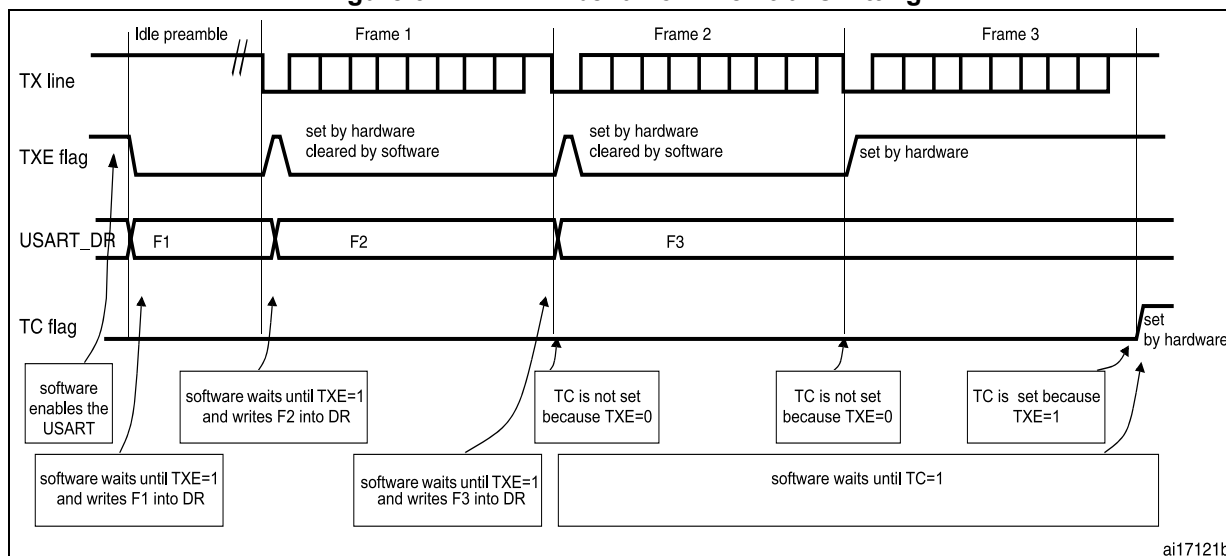 Idle preamble
Frame 1
Frame 2
Frame 3
TX line
set by hardware
cleared by software
set by hardware
cleared by software
set by hardware
TXE flag
USART_DR
F1
F2
F3
TC flag
set
by hardware
software
enables the
USART
software waits until TXE=1
and writes F2 into DR
TC is not set
because TXE=0
TC is not set
because TXE=0
TC is set because
TXE=1
software waits until TXE=1
and writes F1 into DR
software waits until TXE=1
and writes F3 into DR
software waits until TC=1
ai17121b